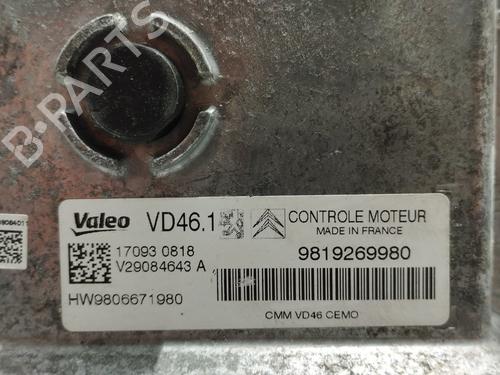 B-PARTS
Valeo VD46.1 CONTROLE MOTEUR
MADE IN FRANCE
17093 0818
V29084643 A
9819269980
HW9806671980
CMM VD46 CEMO